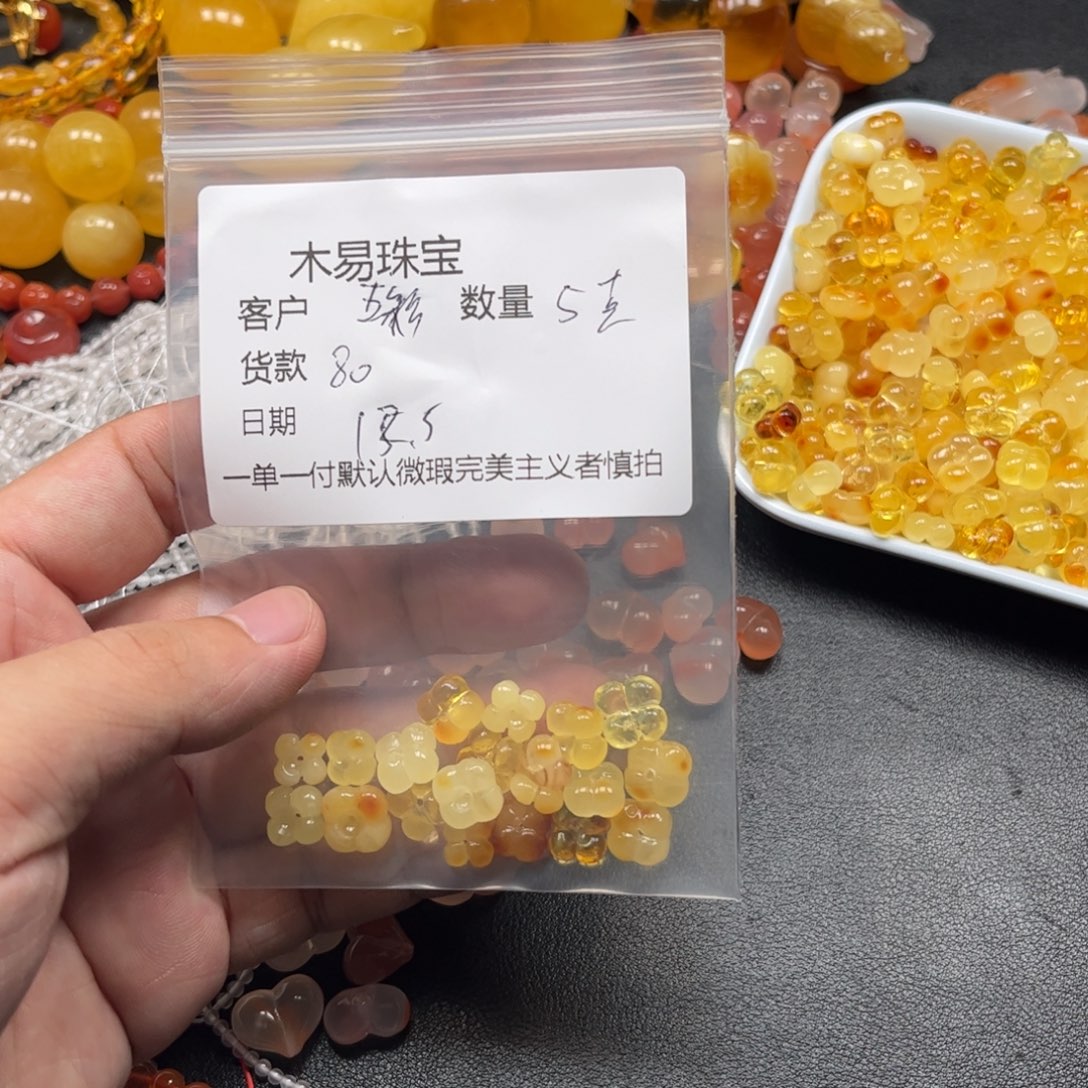 木易珠宝
客户 数量 5克
货款 80
日期
一单一付默认微瑕完美主义者慎拍